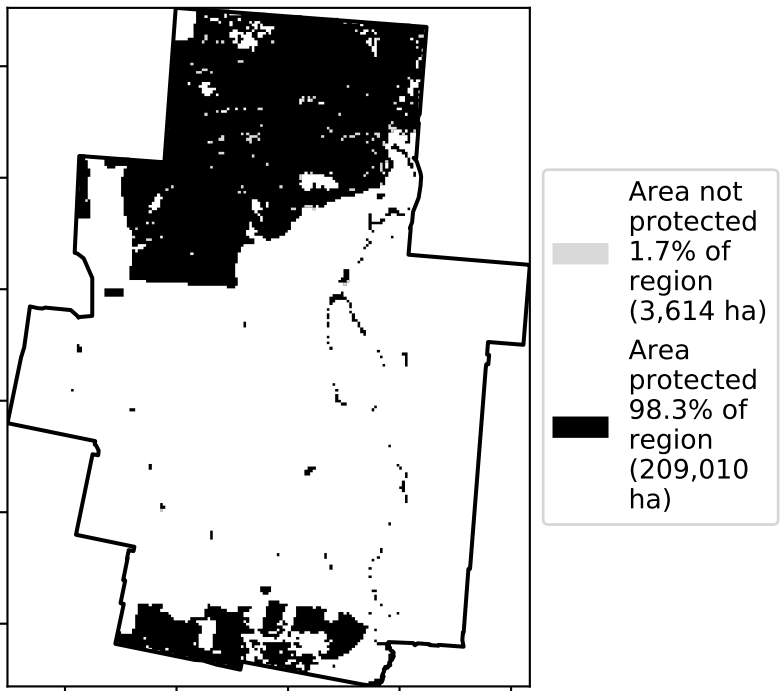 Area not
protected
1.7% of
region
(3,614 ha)
Area
protected
98.3% of
region
(209,010
ha)